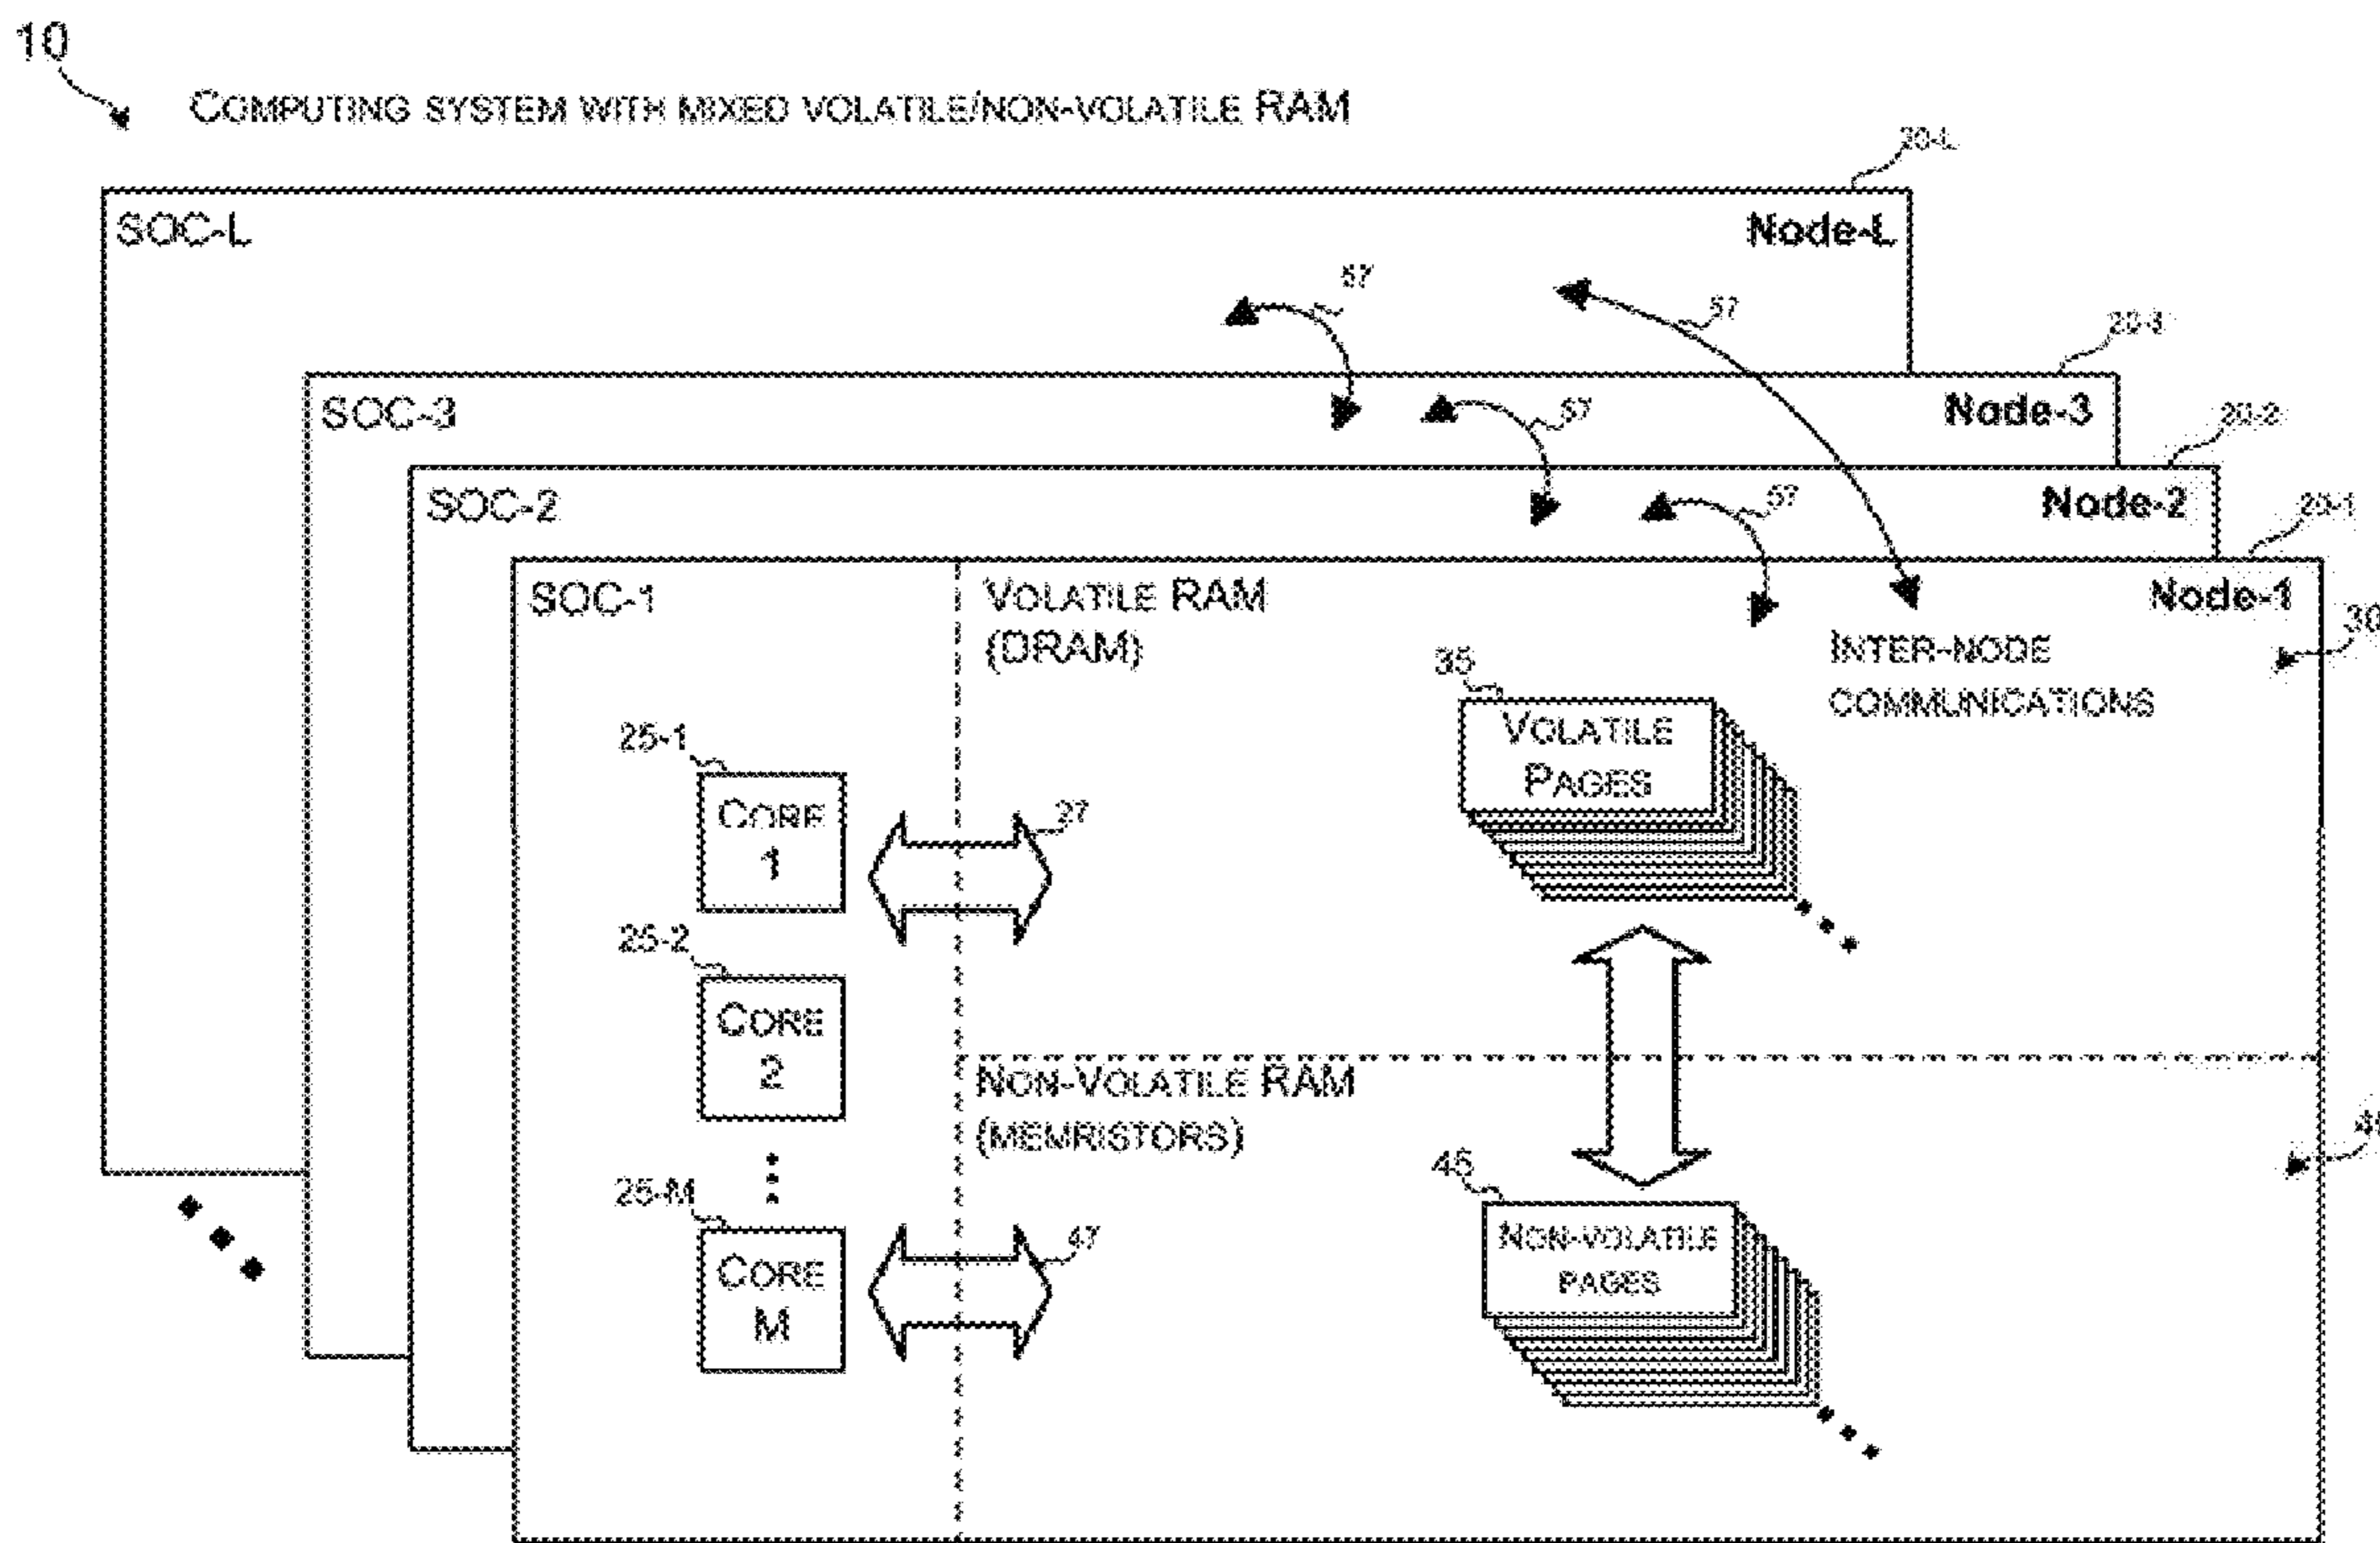 10
COMPUTING SYSTEM WITH MIXED VOLATILE/NON-VOLATILE RAM
20-L
SOC-L
Node-L
57
57
20-3
SOC-3
Node-3
57
20-2
SOC-2
Node-2
57
20-1
SOC-1
VOLATILE RAM
(DRAM)
Node-1
30
INTER-NODE
COMMUNICATIONS
35
VOLATILE
PAGES
25-1
CORE
1
27
25-2
CORE
2
NON-VOLATILE RAM
(MEMRISTORS)
45
NON-VOLATILE
PAGES
25-M
CORE
M
47